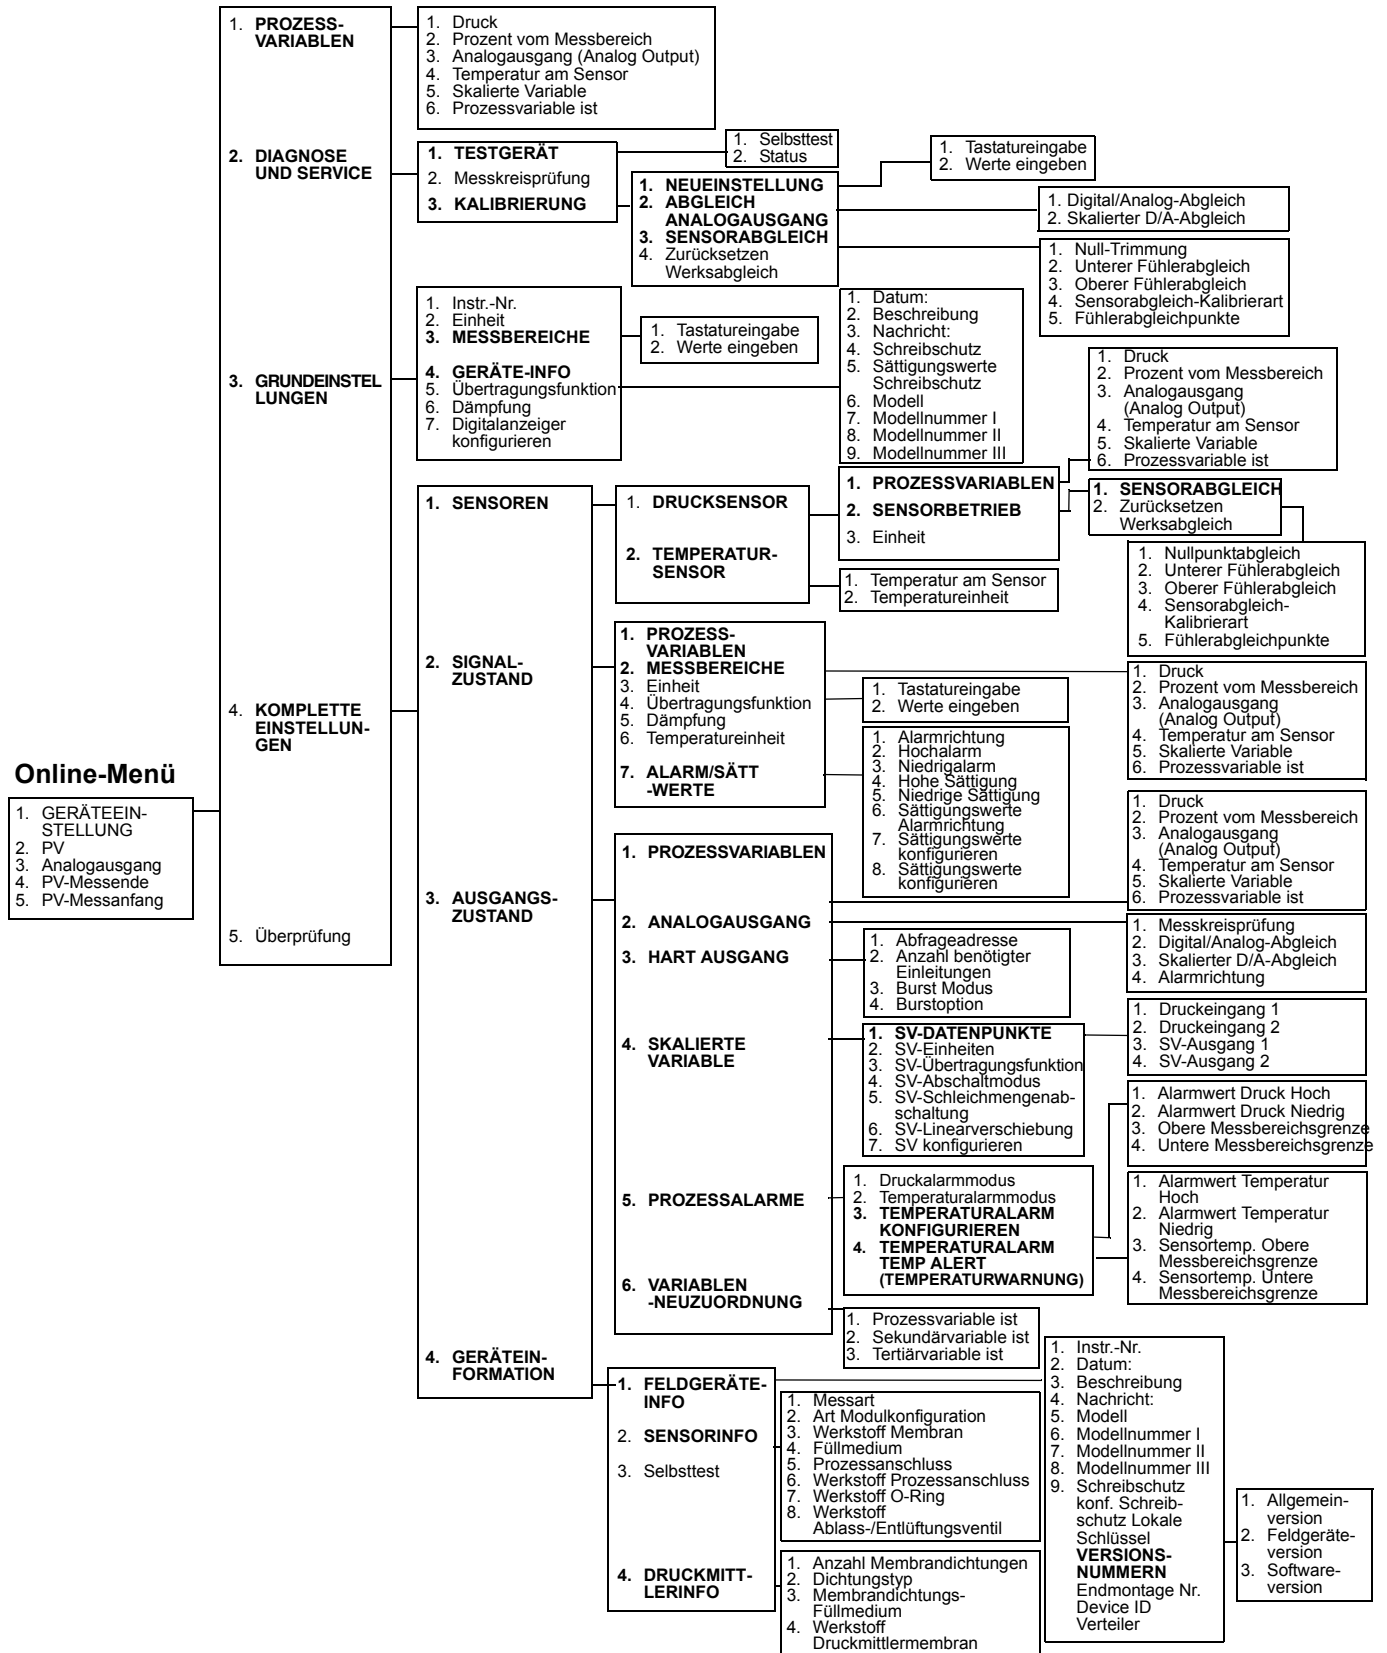 1. PROZESS-
VARIABLEN
1. Druck
2. Prozent vom Messbereich
3. Analogausgang (Analog Output)
4. Temperatur am Sensor
5. Skalierte Variable
6. Prozessvariable ist
2. DIAGNOSE
UND SERVICE
1. TESTGERÄT
2. Messkreisprüfung
3. KALIBRIERUNG
1. Selbsttest
2. Status
1. NEUEINSTELLUNG
2. ABGLEICH
ANALOGAUSGANG
3. SENSORABGLEICH
4. Zurücksetzen
Werksabgleich
1. Tastatureingabe
2. Werte eingeben
1. Digital/Analog-Abgleich
2. Skalierter D/A-Abgleich
1. Null-Trimmung
2. Unterer Fühlerabgleich
3. Oberer Fühlerabgleich
4. Sensorabgleich-Kalibrierart
5. Fühlerabgleichpunkte
3. GRUNDEINSTEL
LUNGEN
1. Instr.-Nr.
2. Einheit
3. MESSBEREICHE
4. GERÄTE-INFO
5. Übertragungsfunktion
6. Dämpfung
7. Digitalanzeiger
konfigurieren
1. Tastatureingabe
2. Werte eingeben
1. Datum:
2. Beschreibung
3. Nachricht:
4. Schreibschutz
5. Sättigungswerte
Schreibschutz
6. Modell
7. Modellnummer I
8. Modellnummer II
9. Modellnummer III
4. KOMPLETTE
EINSTELLUN-
GEN
5. Überprüfung
Online-Menü
1. GERÄTEEIN-
STELLUNG
2. PV
3. Analogausgang
4. PV-Messende
5. PV-Messanfang
1. SENSOREN
1. DRUCKSENSOR
2. TEMPERATUR-
SENSOR
1. PROZESSVARIABLEN
2. SENSORBETRIEB
3. Einheit
1. Druck
2. Prozent vom Messbereich
3. Analogausgang
(Analog Output)
4. Temperatur am Sensor
5. Skalierte Variable
6. Prozessvariable ist
1. SENSORABGLEICH
2. Zurücksetzen
Werksabgleich
1. Nullpunktabgleich
2. Unterer Fühlerabgleich
3. Oberer Fühlerabgleich
4. Sensorabgleich-
Kalibrierart
5. Fühlerabgleichpunkte
1. Temperatur am Sensor
2. Temperatureinheit
2. SIGNAL-
ZUSTAND
1. PROZESS-
VARIABLEN
2. MESSBEREICHE
3. Einheit
4. Übertragungsfunktion
5. Dämpfung
6. Temperatureinheit
7. ALARM/SÄTT
-WERTE
1. Druck
2. Prozent vom Messbereich
3. Analogausgang
(Analog Output)
4. Temperatur am Sensor
5. Skalierte Variable
6. Prozessvariable ist
1. Tastatureingabe
2. Werte eingeben
1. Alarmrichtung
2. Hochalarm
3. Niedrigalarm
4. Hohe Sättigung
5. Niedrige Sättigung
6. Sättigungswerte
Alarmrichtung
7. Sättigungswerte
konfigurieren
8. Sättigungswerte
konfigurieren
3. AUSGANGS-
ZUSTAND
1. PROZESSVARIABLEN
2. ANALOGAUSGANG
3. HART AUSGANG
4. SKALIERTE
VARIABLE
5. PROZESSALARME
6. VARIABLEN
-NEUZUORDNUNG
1. Druck
2. Prozent vom Messbereich
3. Analogausgang
(Analog Output)
4. Temperatur am Sensor
5. Skalierte Variable
6. Prozessvariable ist
1. Messkreisprüfung
2. Digital/Analog-Abgleich
3. Skalierter D/A-Abgleich
4. Alarmrichtung
1. Abfrageadresse
2. Anzahl benötigter
Einleitungen
3. Burst Modus
4. Burstoption
1. SV-DATENPUNKTE
2. SV-Einheiten
3. SV-Übertragungsfunktion
4. SV-Abschaltmodus
5. SV-Schleichmengenab-
schaltung
6. SV-Linearverschiebung
7. SV konfigurieren
1. Druckeingang 1
2. Druckeingang 2
3. SV-Ausgang 1
4. SV-Ausgang 2
1. Druckalarmmodus
2. Temperaturalarmmodus
3. TEMPERATURALARM
KONFIGURIEREN
4. TEMPERATURALARM
TEMP ALERT
(TEMPERATURWARNUNG)
1. Alarmwert Druck Hoch
2. Alarmwert Druck Niedrig
3. Obere Messbereichsgrenze
4. Untere Messbereichsgrenze
1. Alarmwert Temperatur
Hoch
2. Alarmwert Temperatur
Niedrig
3. Sensortemp. Obere
Messbereichsgrenze
4. Sensortemp. Untere
Messbereichsgrenze
1. Prozessvariable ist
2. Sekundärvariable ist
3. Tertiärvariable ist
4. GERÄTEIN-
FORMATION
1. FELDGERÄTE-
INFO
2. SENSORINFO
3. Selbsttest
4. DRUCKMITT-
LERINFO
1. Messart
2. Art Modulkonfiguration
3. Werkstoff Membran
4. Füllmedium
5. Prozessanschluss
6. Werkstoff Prozessanschluss
7. Werkstoff O-Ring
8. Werkstoff
Ablass-/Entlüftungsventil
1. Anzahl Membrandichtungen
2. Dichtungstyp
3. Membrandichtungs-
Füllmedium
4. Werkstoff
Druckmittlermembran
1. Instr.-Nr.
2. Datum:
3. Beschreibung
4. Nachricht:
5. Modell
6. Modellnummer I
7. Modellnummer II
8. Modellnummer III
9. Schreibschutz
konf. Schreib-
schutz Lokale
Schlüssel
VERSIONS-
NUMMERN
Endmontage Nr.
Device ID
Verteiler
1. Allgemein-
version
2. Feldgeräte-
version
3. Software-
version